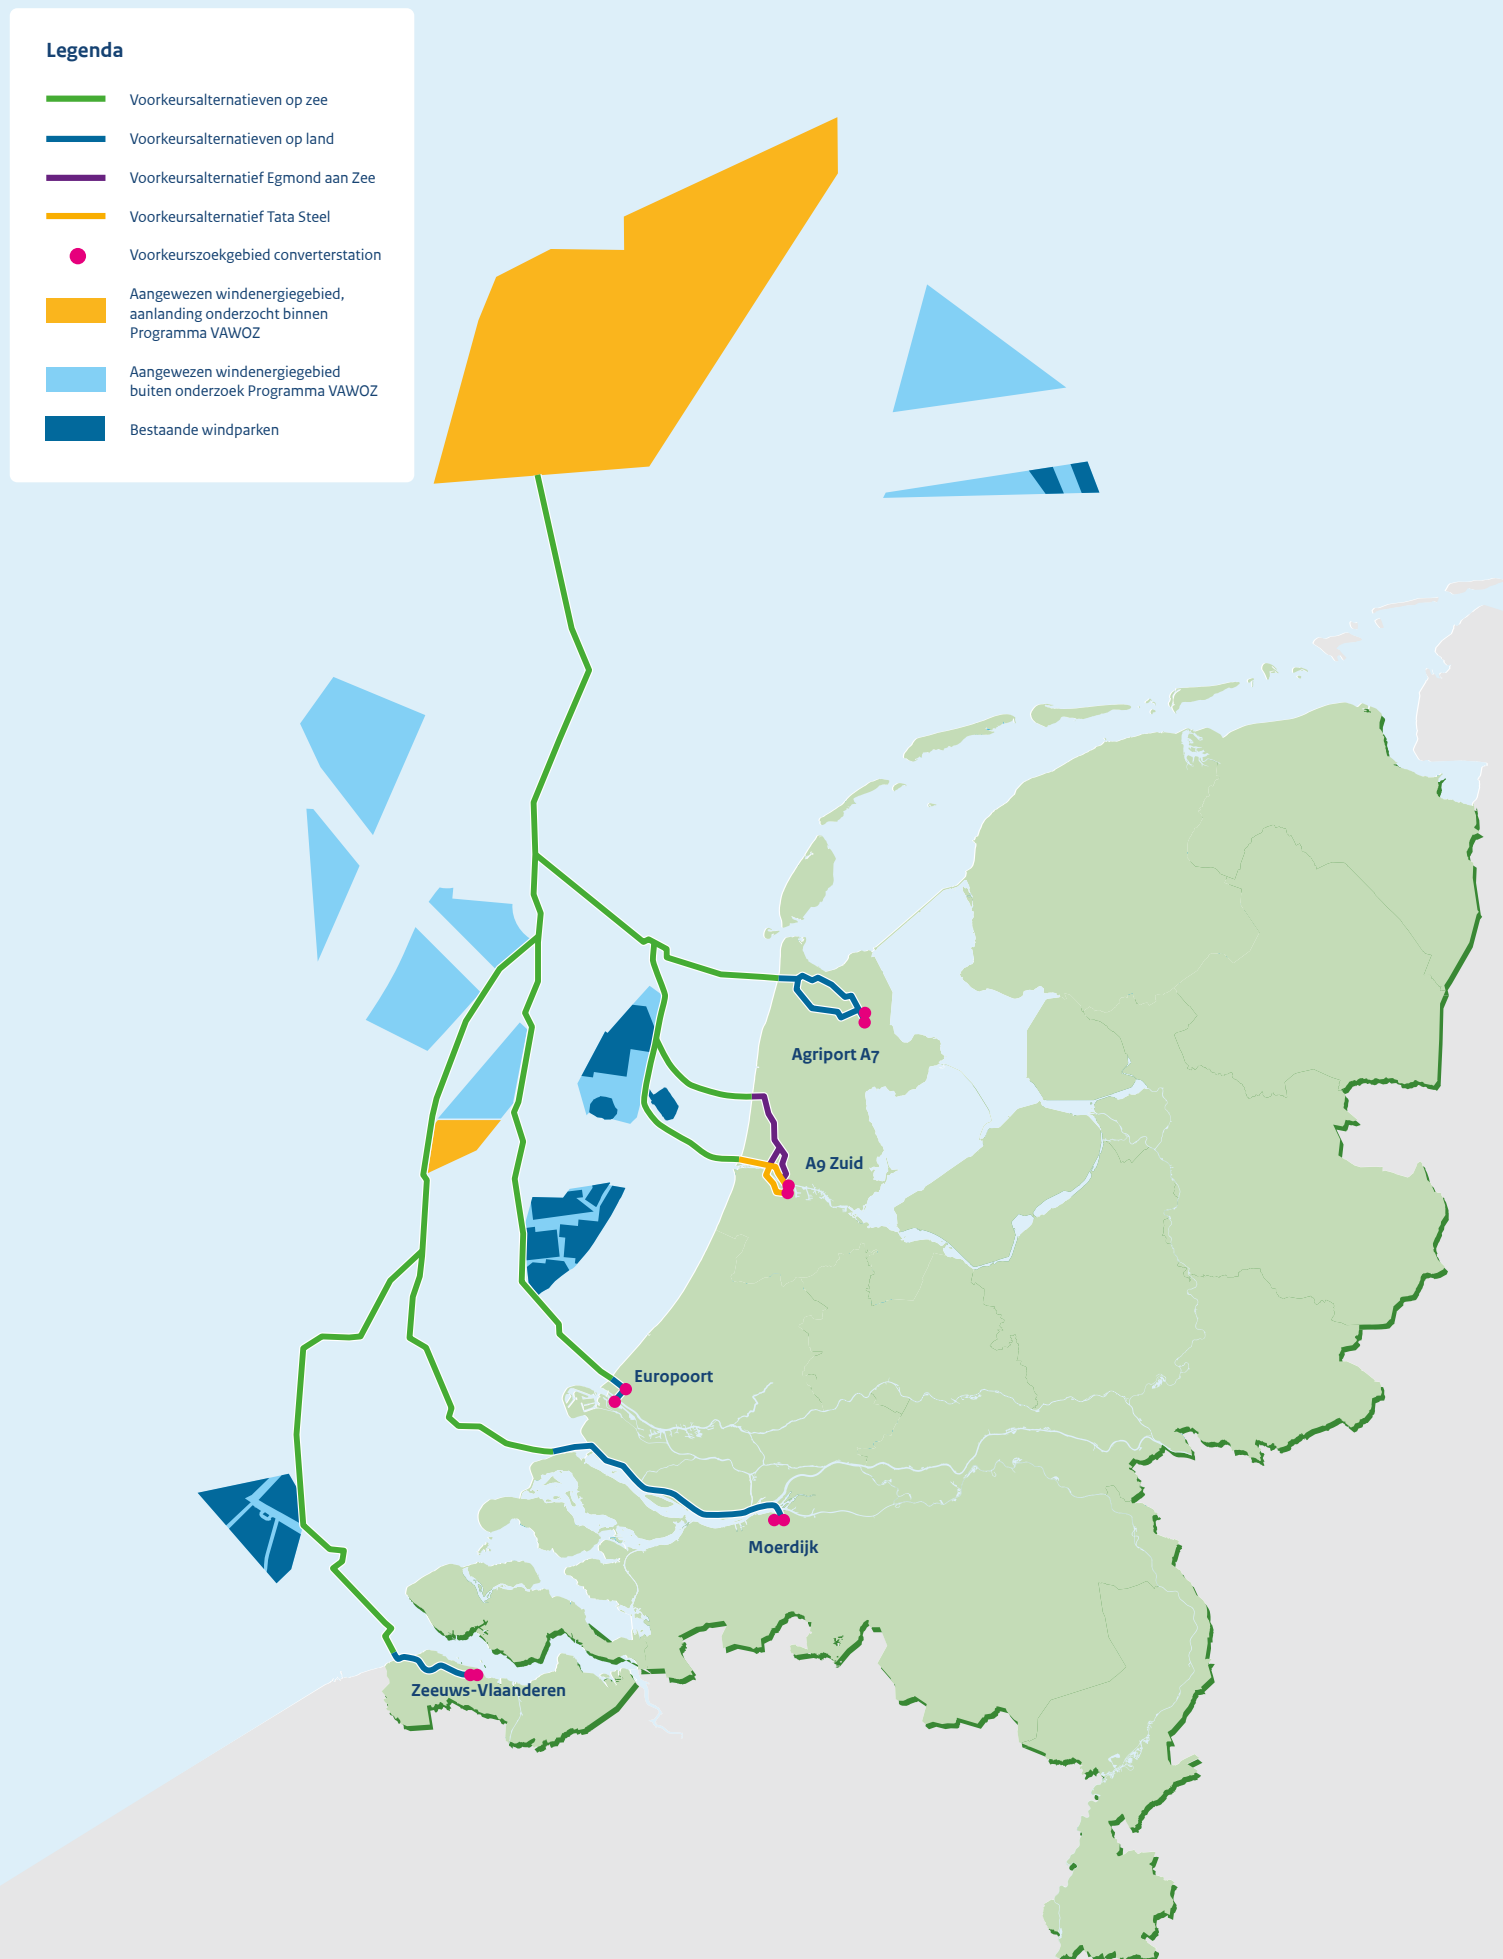 Legenda
Voorkeursalternatieven op zee
Voorkeursalternatieven op land
Voorkeursalternatief Egmond aan Zee
Voorkeursalternatief Tata Steel
Voorkeurszoekgebied converterstation
Aangewezen windenergiegebied,
aanlanding onderzocht binnen
Programma VAWOZ
Aangewezen windenergiegebied
buiten onderzoek Programma VAWOZ
Bestaande windparken
Agriport A7
A9 Zuid
Europoort
Moerdijk
Zeeuws-Vlaanderen